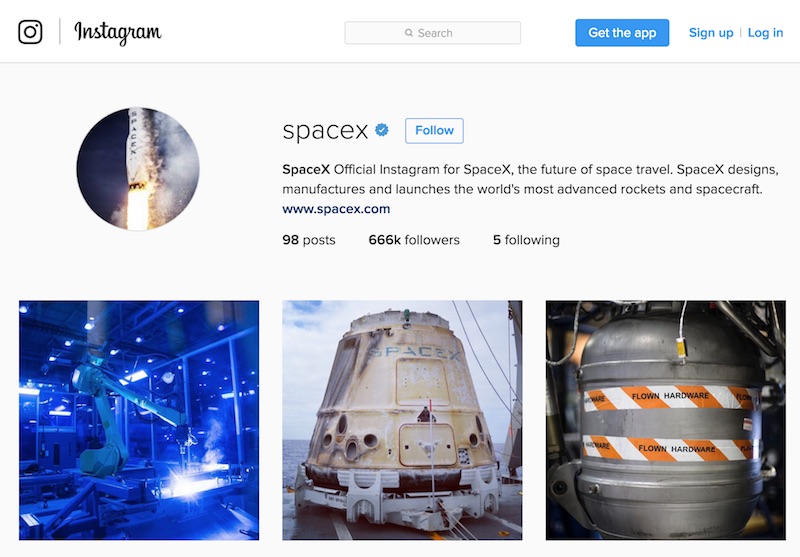 Instagram
Search
Get the app
Sign up | Log in
SPACEX
spacex
Follow
SpaceX Official Instagram for SpaceX, the future of space travel. SpaceX designs,
manufactures and launches the world's most advanced rockets and spacecraft.
www.spacex.com
98 posts 666k followers 5 following
SPACEX
FLOWN HARDWARE FLOWN
HARDWARE FLOWN HARDWARE